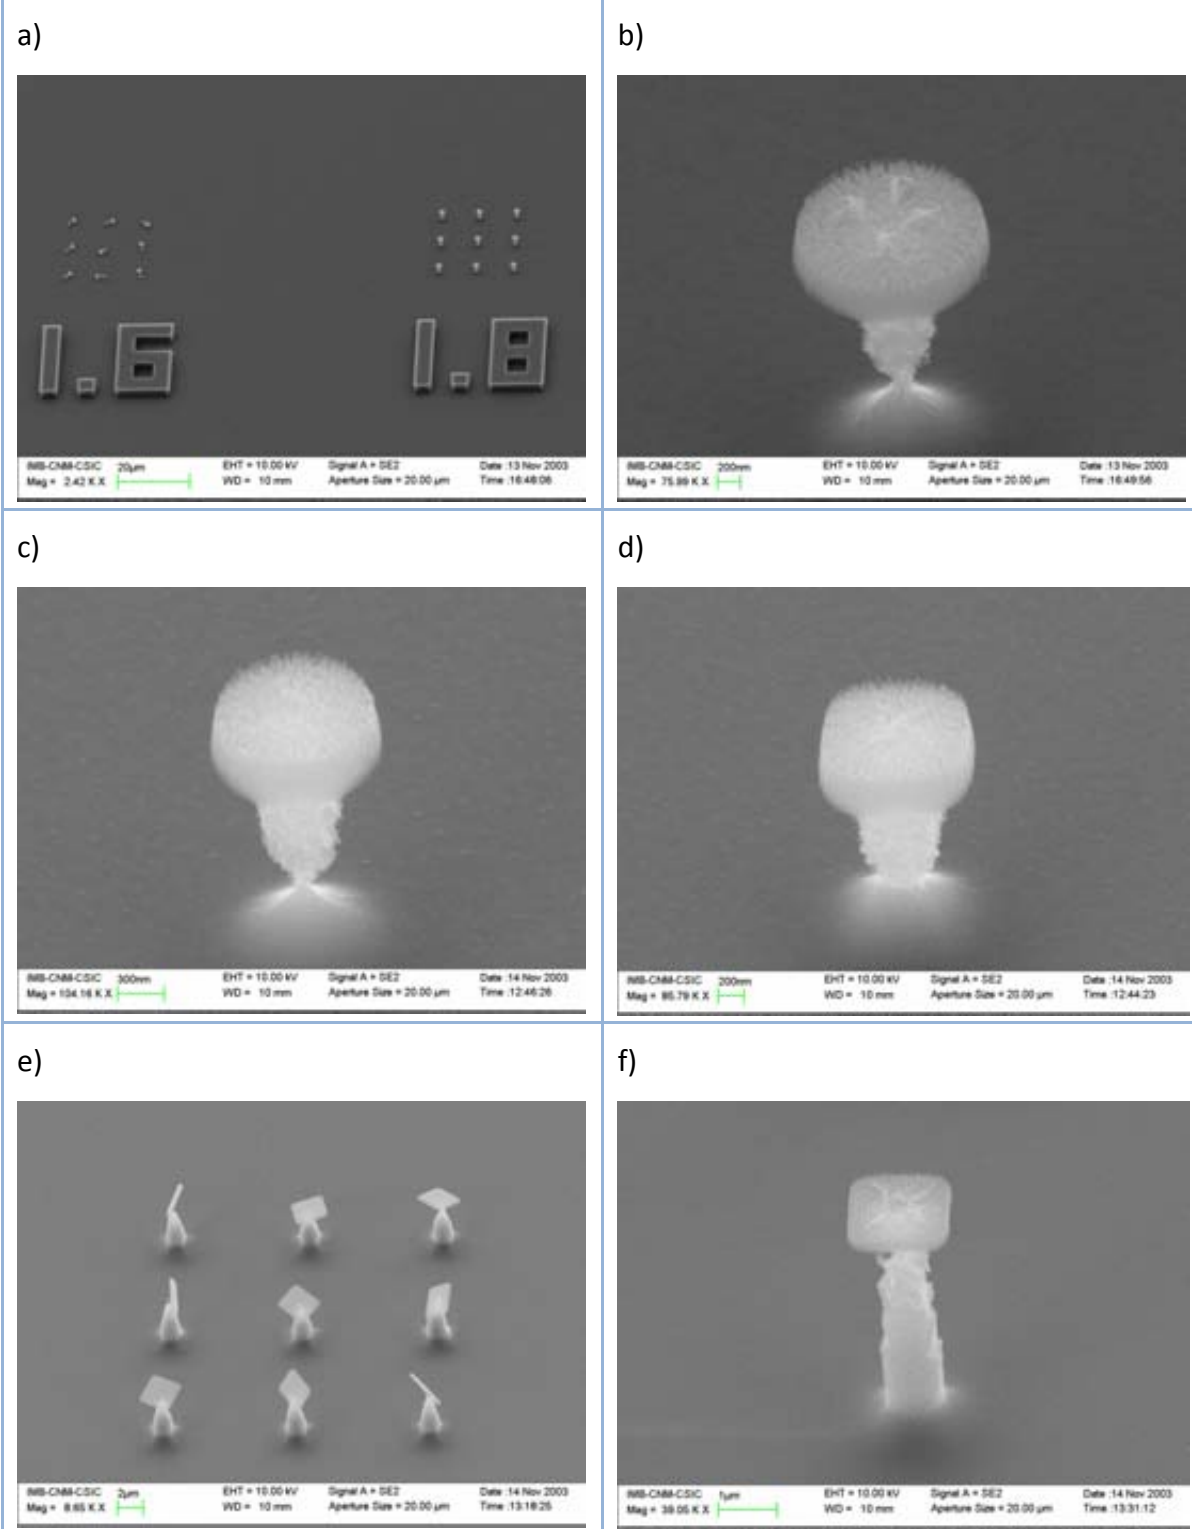 a)
1.6
1.8
IMB-CNM-CSIC 20µm EHT = 10.00 kV Signal A = SE2 Date :13 Nov 2003
Mag = 2.42 K X WD = 10 mm Aperture Size = 20.00 µm Time :16:48:06
b)
IMB-CNM-CSIC 200nm EHT = 10.00 kV Signal A = SE2 Date :13 Nov 2003
Mag = 75.99 K X WD = 10 mm Aperture Size = 20.00 µm Time :16:49:56
c)
IMB-CNM-CSIC 300nm EHT = 10.00 kV Signal A = SE2 Date :14 Nov 2003
Mag = 104.16 K X WD = 10 mm Aperture Size = 20.00 µm Time :12:46:26
d)
IMB-CNM-CSIC 200nm EHT = 10.00 kV Signal A = SE2 Date :14 Nov 2003
Mag = 85.79 K X WD = 10 mm Aperture Size = 20.00 µm Time :12:44:23
e)
IMB-CNM-CSIC 2µm EHT = 10.00 kV Signal A = SE2 Date :14 Nov 2003
Mag = 8.65 K X WD = 10 mm Aperture Size = 20.00 µm Time :13:18:25
f)
IMB-CNM-CSIC 1µm EHT = 10.00 kV Signal A = SE2 Date :14 Nov 2003
Mag = 39.05 K X WD = 10 mm Aperture Size = 20.00 µm Time :13:31:12